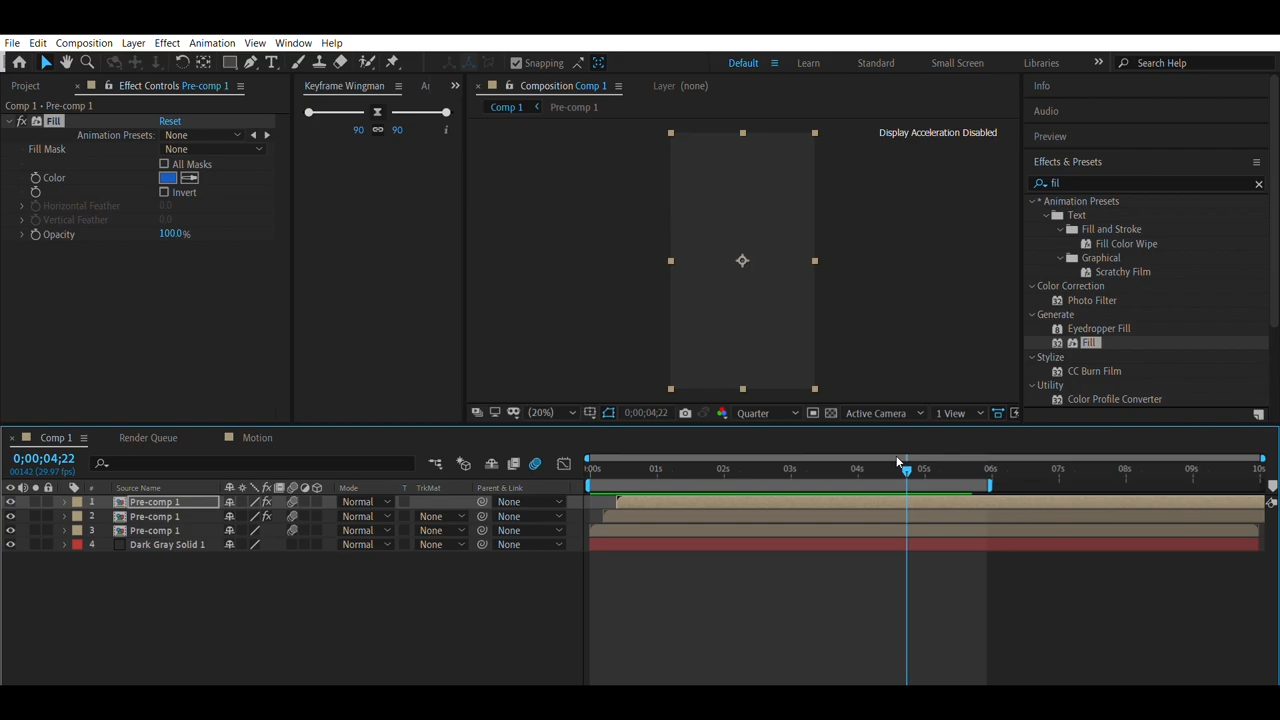 File Edit Composition Layer Effect Animation View Window Help
Snapping Default Learn Standard Small Screen Libraries Search Help
Project Effect Controls Pre-comp 1 Keyframe Wingman Composition Comp 1 Layer (none) Info
Comp 1 • Pre-comp 1 Comp 1 Pre-comp 1 Audio
fx Fill Reset
Animation Presets: None 90 90 Display Acceleration Disabled Preview
Fill Mask None
All Masks Effects & Presets
Color fil
Invert
Horizontal Feather 0.0 * Animation Presets
Vertical Feather 0.0 Text
Opacity 100.0% Fill and Stroke
Fill Color Wipe
Graphical
Scratchy Film
Color Correction
Photo Filter
Generate
Eyedropper Fill
Fill
Stylize
CC Burn Film
Utility
Color Profile Converter
(20%) 0;00;04;22 Quarter Active Camera 1 View
Comp 1 Render Queue Motion
0;00;04;22
00142 (29.97 fps)
:00s 01s 02s 03s 04s 05s 06s 07s 08s 09s 10s
# Source Name fx Mode T TrkMat Parent & Link
1 Pre-comp 1 fx Normal None
2 Pre-comp 1 fx Normal None None
3 Pre-comp 1 Normal None None
4 Dark Gray Solid 1 Normal None None